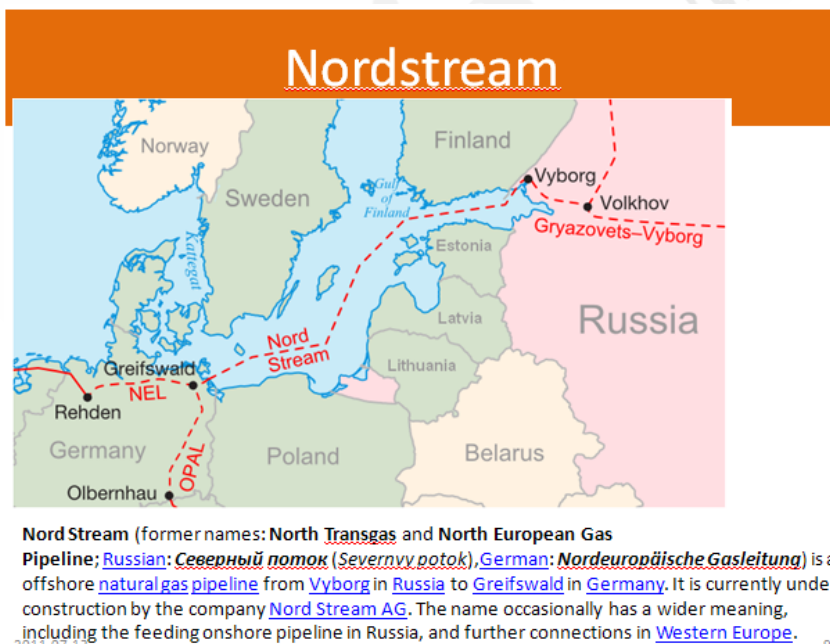 Nordstream
Norway
Finland
Sweden
Gulf
of
Finland
Vyborg
Volkhov
Gryazovets–Vyborg
Estonia
Kattegat
Latvia
Russia
Nord
Stream
Lithuania
Greifswald
NEL
Rehden
Germany
OPAL
Poland
Belarus
Olbernhau
Nord Stream (former names: North Transgas and North European Gas
Pipeline; Russian: Северный поток (Severnvy potok),German: Nordeuropäische Gasleitung) is a
offshore natural gas pipeline from Vyborg in Russia to Greifswald in Germany. It is currently unde
construction by the company Nord Stream AG. The name occasionally has a wider meaning,
including the feeding onshore pipeline in Russia, and further connections in Western Europe.